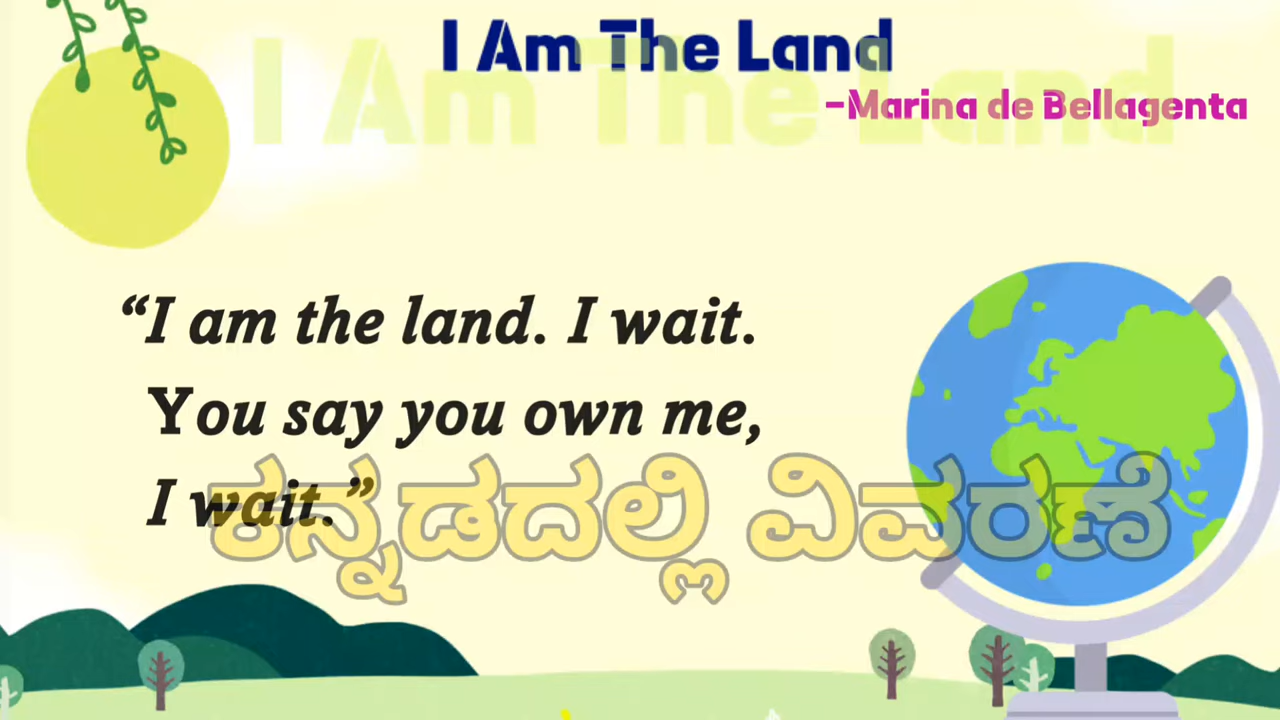 I Am The Land
I Am The Land
-Marina de Bellagenta
“I am the land. I wait.
You say you own me,
I wait.”
ಕನ್ನಡದಲ್ಲಿ ವಿವರಣೆ